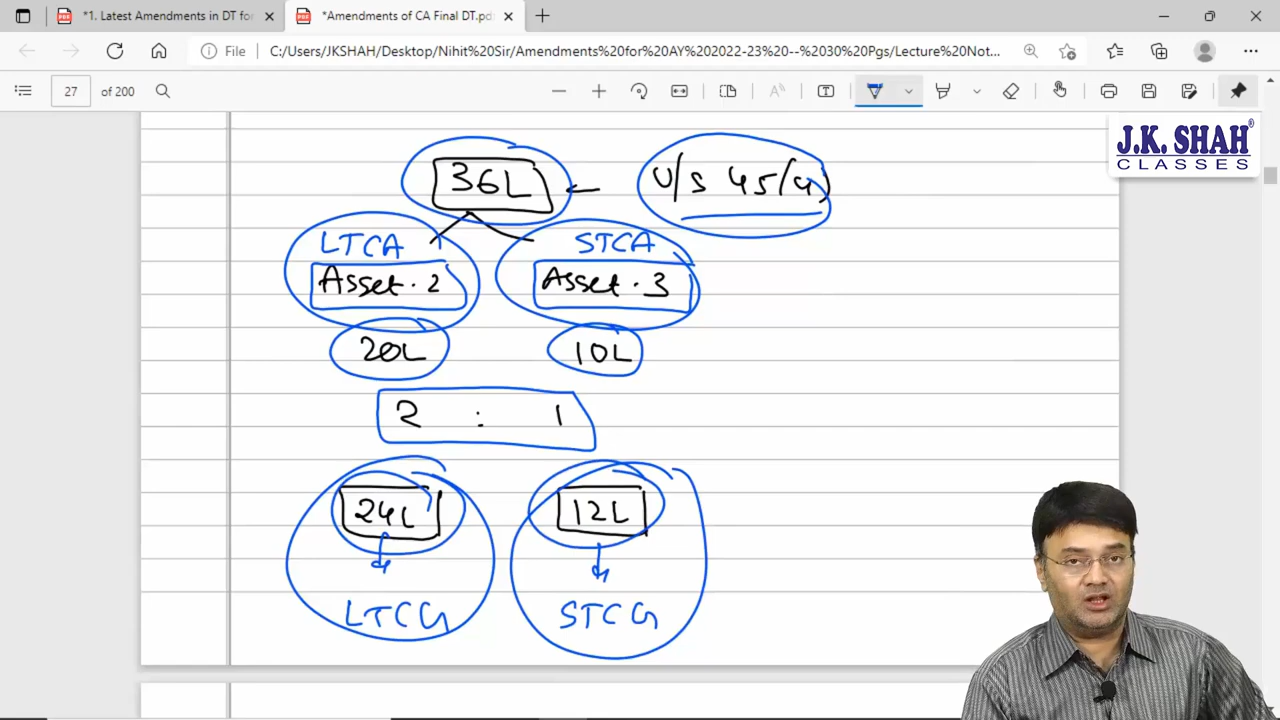 *1. Latest Amendments in DT for
*Amendments of CA Final DT.pd
File
C:/Users/JKSHAH/Desktop/Nihit%20Sir/Amendments%20for%20AY%202022-23%20--%2030%20Pgs/Lecture%20Not...
27 of 200
J.K. SHAH®
CLASSES
36L ← U/S 45(4)
LTCA STCA
Asset. 2 Asset. 3
20L 10L
2 : 1
24L 12L
LTCG STCG